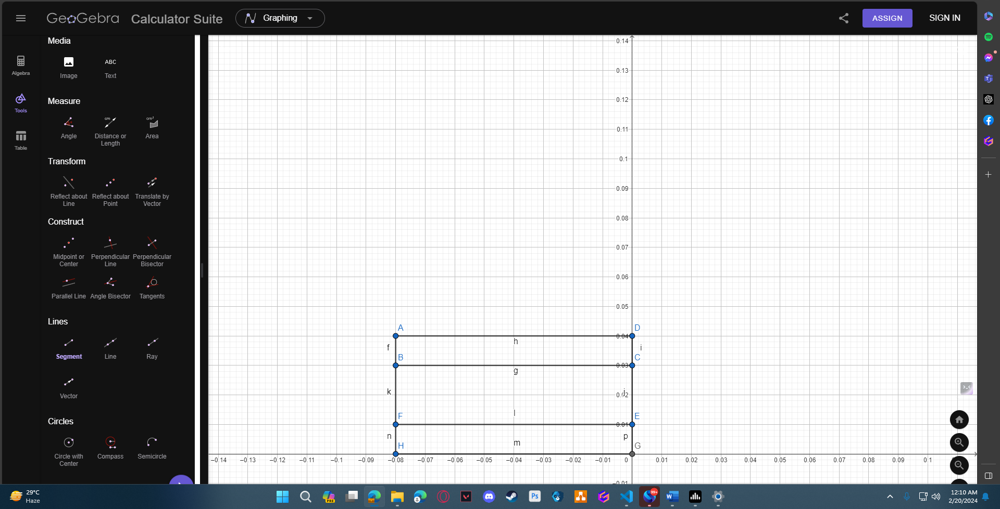 GeoGebra Calculator Suite Graphing ASSIGN SIGN IN
Algebra
Tools
Table
Media
Image
ABC
Text
Measure
Angle
cm
Distance or
Length
cm²
Area
Transform
Reflect about
Line
Reflect about
Point
Translate by
Vector
Construct
Midpoint or
Center
Perpendicular
Line
Perpendicular
Bisector
Parallel Line
Angle Bisector
Tangents
Lines
Segment
Line
Ray
Vector
Circles
Circle with
Center
Compass
Semicircle
0.14
0.13
0.12
0.11
0.1
0.09
0.08
0.07
0.06
0.05
A D
0.04
f h i
B C
0.03
g
k j
0.02
l
F E
0.01
n p
m
H G
–0.14 –0.13 –0.12 –0.11 –0.1 –0.09 –0.08 –0.07 –0.06 –0.05 –0.04 –0.03 –0.02 –0.01 0 0.01 0.02 0.03 0.04 0.05 0.06 0.07 0.08 0.09 0.1
–0.01
29°C
Haze
PRE
Ps
99+
W
12:10 AM
2/20/2024